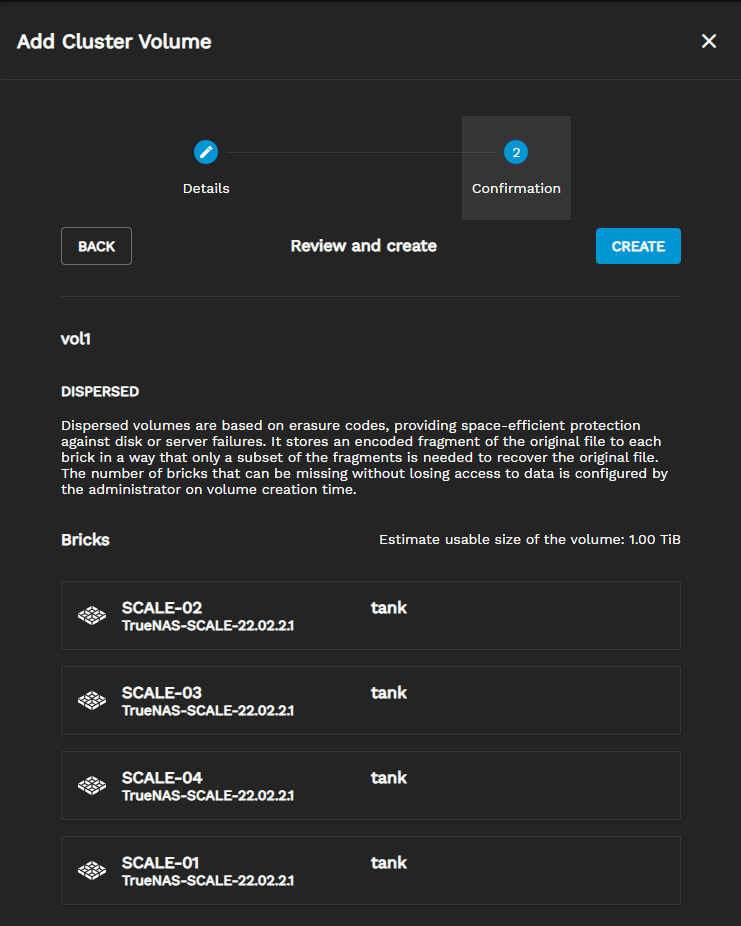 Add Cluster Volume
2
Details
Confirmation
BACK
Review and create
CREATE
vol1
DISPERSED
Dispersed volumes are based on erasure codes, providing space-efficient protection
against disk or server failures. It stores an encoded fragment of the original file to each
brick in a way that only a subset of the fragments is needed to recover the original file.
The number of bricks that can be missing without losing access to data is configured by
the administrator on volume creation time.
Bricks
Estimate usable size of the volume: 1.00 TiB
SCALE-02
tank
TrueNAS-SCALE-22.02.2.1
SCALE-03
tank
TrueNAS-SCALE-22.02.2.1
SCALE-04
tank
TrueNAS-SCALE-22.02.2.1
SCALE-01
tank
TrueNAS-SCALE-22.02.2.1